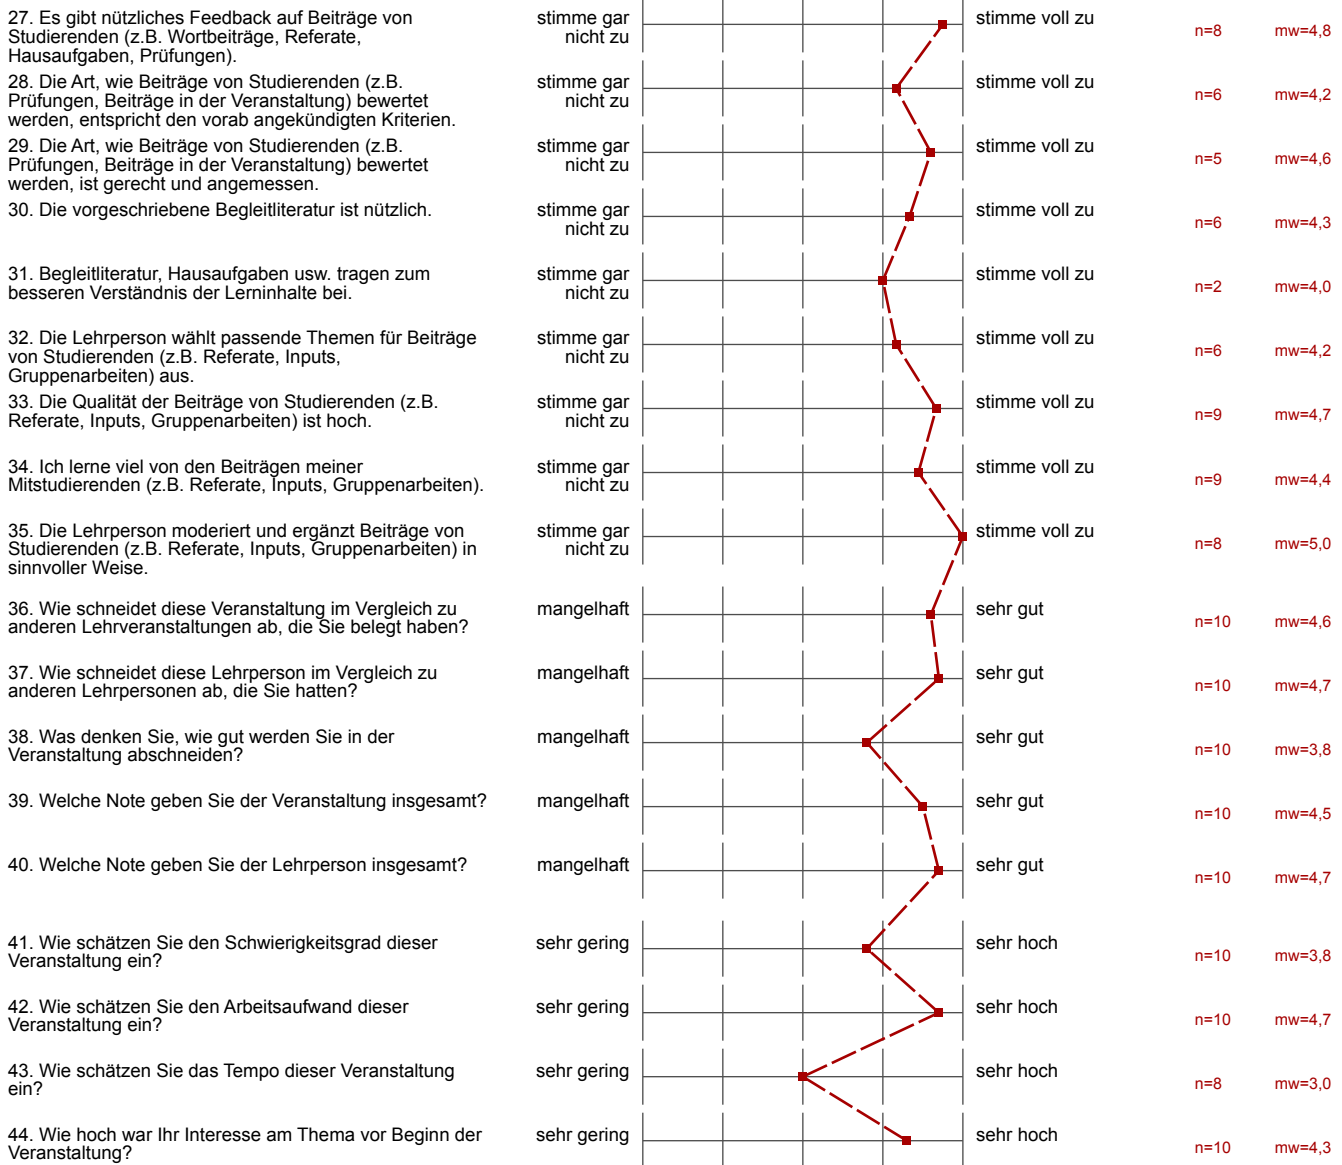 27. Es gibt nützliches Feedback auf Beiträge von
Studierenden (z.B. Wortbeiträge, Referate,
Hausaufgaben, Prüfungen).
stimme gar
nicht zu
stimme voll zu
n=8
mw=4,8
28. Die Art, wie Beiträge von Studierenden (z.B.
Prüfungen, Beiträge in der Veranstaltung) bewertet
werden, entspricht den vorab angekündigten Kriterien.
stimme gar
nicht zu
stimme voll zu
n=6
mw=4,2
29. Die Art, wie Beiträge von Studierenden (z.B.
Prüfungen, Beiträge in der Veranstaltung) bewertet
werden, ist gerecht und angemessen.
stimme gar
nicht zu
stimme voll zu
n=5
mw=4,6
30. Die vorgeschriebene Begleitliteratur ist nützlich.
stimme gar
nicht zu
stimme voll zu
n=6
mw=4,3
31. Begleitliteratur, Hausaufgaben usw. tragen zum
besseren Verständnis der Lerninhalte bei.
stimme gar
nicht zu
stimme voll zu
n=2
mw=4,0
32. Die Lehrperson wählt passende Themen für Beiträge
von Studierenden (z.B. Referate, Inputs,
Gruppenarbeiten) aus.
stimme gar
nicht zu
stimme voll zu
n=6
mw=4,2
33. Die Qualität der Beiträge von Studierenden (z.B.
Referate, Inputs, Gruppenarbeiten) ist hoch.
stimme gar
nicht zu
stimme voll zu
n=9
mw=4,7
34. Ich lerne viel von den Beiträgen meiner
Mitstudierenden (z.B. Referate, Inputs, Gruppenarbeiten).
stimme gar
nicht zu
stimme voll zu
n=9
mw=4,4
35. Die Lehrperson moderiert und ergänzt Beiträge von
Studierenden (z.B. Referate, Inputs, Gruppenarbeiten) in
sinnvoller Weise.
stimme gar
nicht zu
stimme voll zu
n=8
mw=5,0
36. Wie schneidet diese Veranstaltung im Vergleich zu
anderen Lehrveranstaltungen ab, die Sie belegt haben?
mangelhaft
sehr gut
n=10
mw=4,6
37. Wie schneidet diese Lehrperson im Vergleich zu
anderen Lehrpersonen ab, die Sie hatten?
mangelhaft
sehr gut
n=10
mw=4,7
38. Was denken Sie, wie gut werden Sie in der
Veranstaltung abschneiden?
mangelhaft
sehr gut
n=10
mw=3,8
39. Welche Note geben Sie der Veranstaltung insgesamt?
mangelhaft
sehr gut
n=10
mw=4,5
40. Welche Note geben Sie der Lehrperson insgesamt?
mangelhaft
sehr gut
n=10
mw=4,7
41. Wie schätzen Sie den Schwierigkeitsgrad dieser
Veranstaltung ein?
sehr gering
sehr hoch
n=10
mw=3,8
42. Wie schätzen Sie den Arbeitsaufwand dieser
Veranstaltung ein?
sehr gering
sehr hoch
n=10
mw=4,7
43. Wie schätzen Sie das Tempo dieser Veranstaltung
ein?
sehr gering
sehr hoch
n=8
mw=3,0
44. Wie hoch war Ihr Interesse am Thema vor Beginn der
Veranstaltung?
sehr gering
sehr hoch
n=10
mw=4,3